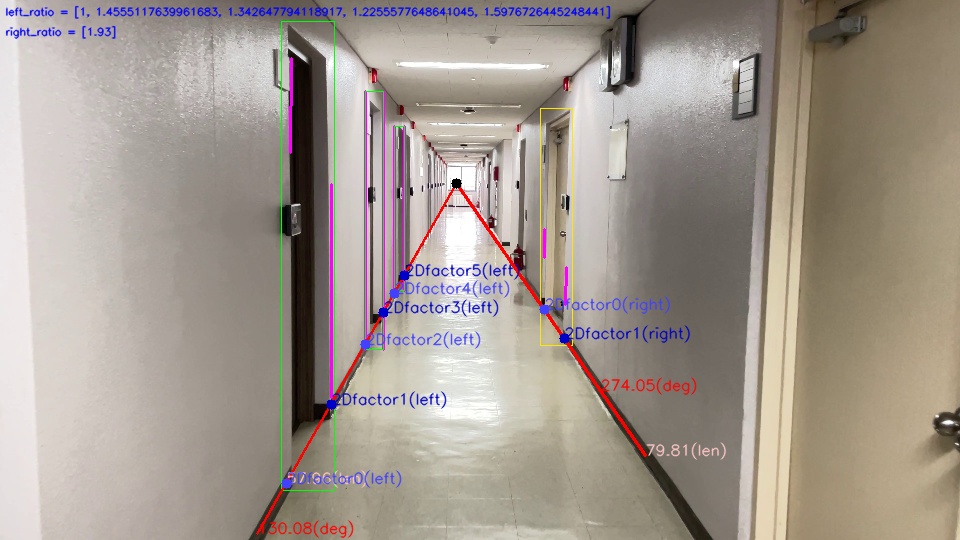 left_ratio = [1, 1.4555117639961683, 1.342647794118917, 1.2255577648641045, 1.5976726445248441]
right_ratio = [1.93]
2Dfactor5(left)
2Dfactor4(left)
2Dfactor3(left)
2Dfactor0(right)
2Dfactor2(left)
2Dfactor1(right)
274.05(deg)
2Dfactor1(left)
79.81(len)
2Dfactor0(left)
30.08(deg)